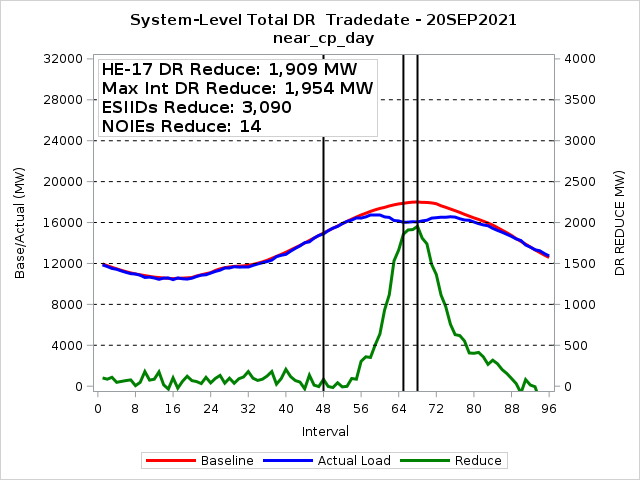 System-Level Total DR  Tradedate - 20SEP2021
near_cp_day
HE-17 DR Reduce: 1,909 MW
Max Int DR Reduce: 1,954 MW
ESIIDs Reduce: 3,090
NOIEs Reduce: 14
Base/Actual (MW)
32000
28000
24000
20000
16000
12000
8000
4000
0
DR REDUCE MW)
4000
3500
3000
2500
2000
1500
1000
500
0
0 8 16 24 32 40 48 56 64 72 80 88 96
Interval
Baseline Actual Load Reduce